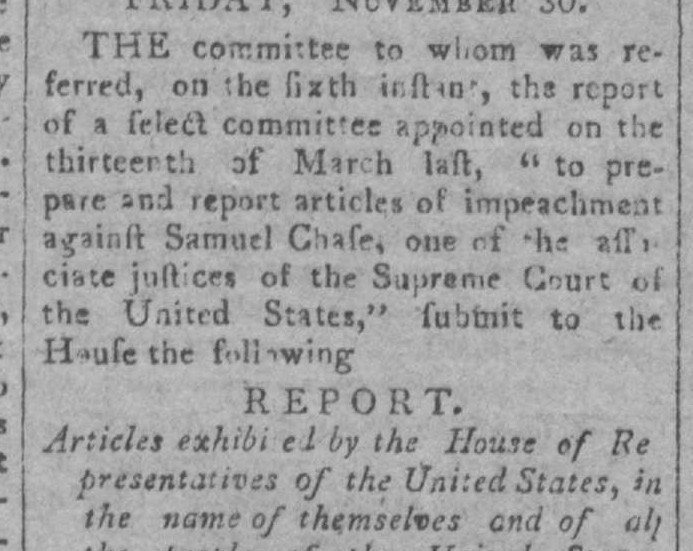 FRIDAY, NOVEMBER 30.
THE committee to whom was re-
ferred, on the ſixth inſtant, the report
of a ſelect committee appointed on the
thirteenth of March laſt, “ to pre-
pare and report articles of impeachment
againſt Samuel Chaſe, one of the aſſo-
ciate juſtices of the Supreme Court of
the United States,” ſubmit to the
Houſe the following
REPORT.
Articles exhibited by the House of Re
presentatives of the United States, in
the name of themselves and of all